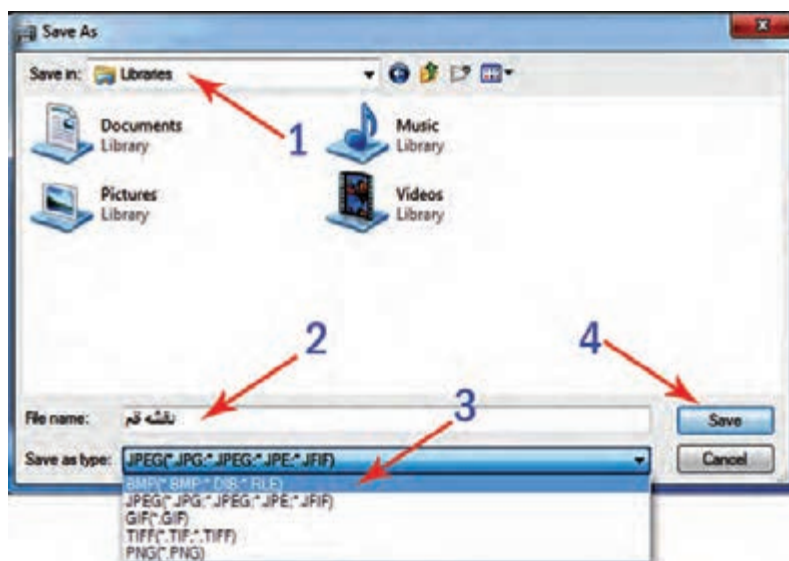 Save As
Save in: Libraries
1
Documents
Library
Music
Library
Pictures
Library
Videos
Library
2
4
File name: نقشه قم
Save
3
Save as type: JPEG(*.JPG;*.JPEG;*.JPE;*.JFIF)
Cancel
BMP(*.BMP;*.DIB;*.RLE)
JPEG(*.JPG;*.JPEG;*.JPE;*.JFIF)
GIF(*.GIF)
TIFF(*.TIF;*.TIFF)
PNG(*.PNG)